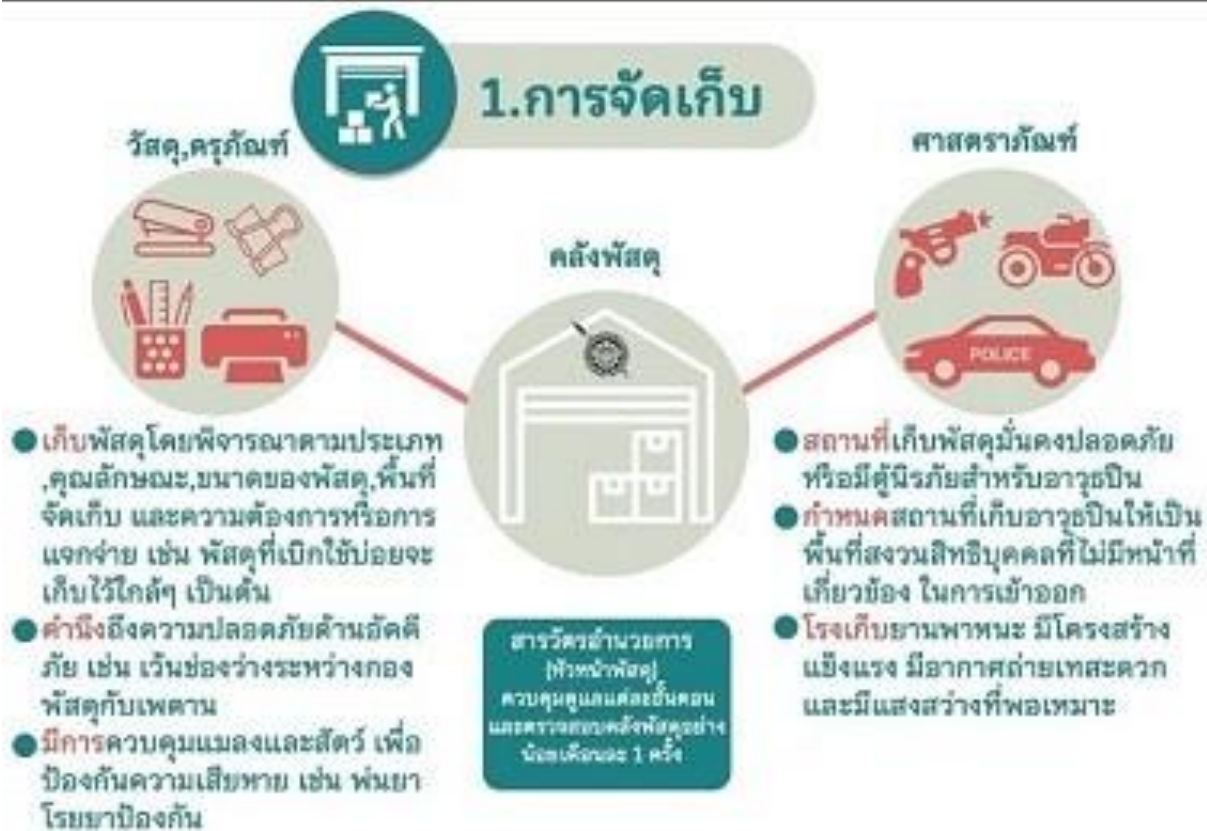 1.การจัดเก็บ
วัสดุ,ครุภัณฑ์
ศาสตราภัณฑ์
คลังพัสดุ
POLICE
●เก็บพัสดุโดยพิจารณาตามประเภท
,คุณลักษณะ,ขนาดของพัสดุ,พื้นที่
จัดเก็บ และความต้องการหรือการ
แจกจ่าย เช่น พัสดุที่เบิกใช้บ่อยจะ
เก็บไว้ใกล้ๆ เป็นต้น
●คำนึงถึงความปลอดภัยด้านอัคคี
ภัย เช่น เว้นช่องว่างระหว่างกอง
พัสดุกับเพดาน
●มีการควบคุมแมลงและสัตว์ เพื่อ
ป้องกันความเสียหาย เช่น พ่นยา
โรยยาป้องกัน
สารวัตรอำนวยการ
(หัวหน้าพัสดุ)
ควบคุมดูแลแต่ละขั้นตอน
และตรวจสอบคลังพัสดุอย่าง
น้อยเดือนละ 1 ครั้ง
●สถานที่เก็บพัสดุมั่นคงปลอดภัย
หรือมีตู้นิรภัยสำหรับอาวุธปืน
●กำหนดสถานที่เก็บอาวุธปืนให้เป็น
พื้นที่สงวนสิทธิบุคคลที่ไม่มีหน้าที่
เกี่ยวข้อง ในการเข้าออก
●โรงเก็บยานพาหนะ มีโครงสร้าง
แข็งแรง มีอากาศถ่ายเทสะดวก
และมีแสงสว่างที่พอเหมาะ